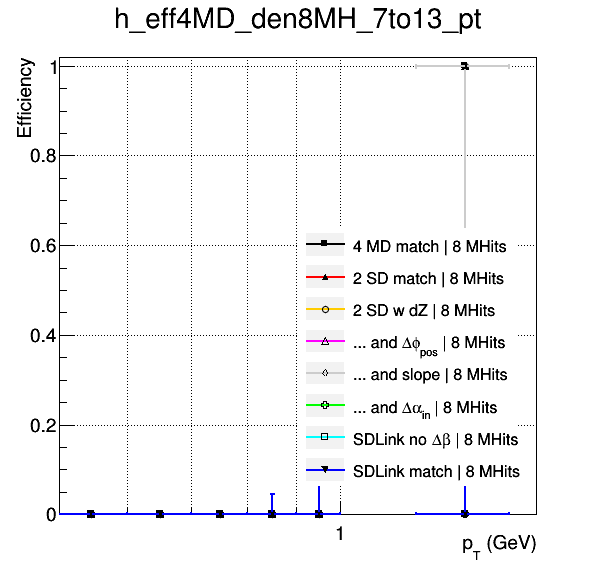 h_eff4MD_den8MH_7to13_pt
Efficiency
1
0.8
0.6
0.4
0.2
0
4 MD match | 8 MHits
2 SD match | 8 MHits
2 SD w dZ | 8 MHits
... and Δϕpos | 8 MHits
... and slope | 8 MHits
... and Δαin | 8 MHits
SDLink no Δβ | 8 MHits
SDLink match | 8 MHits
1
pT (GeV)